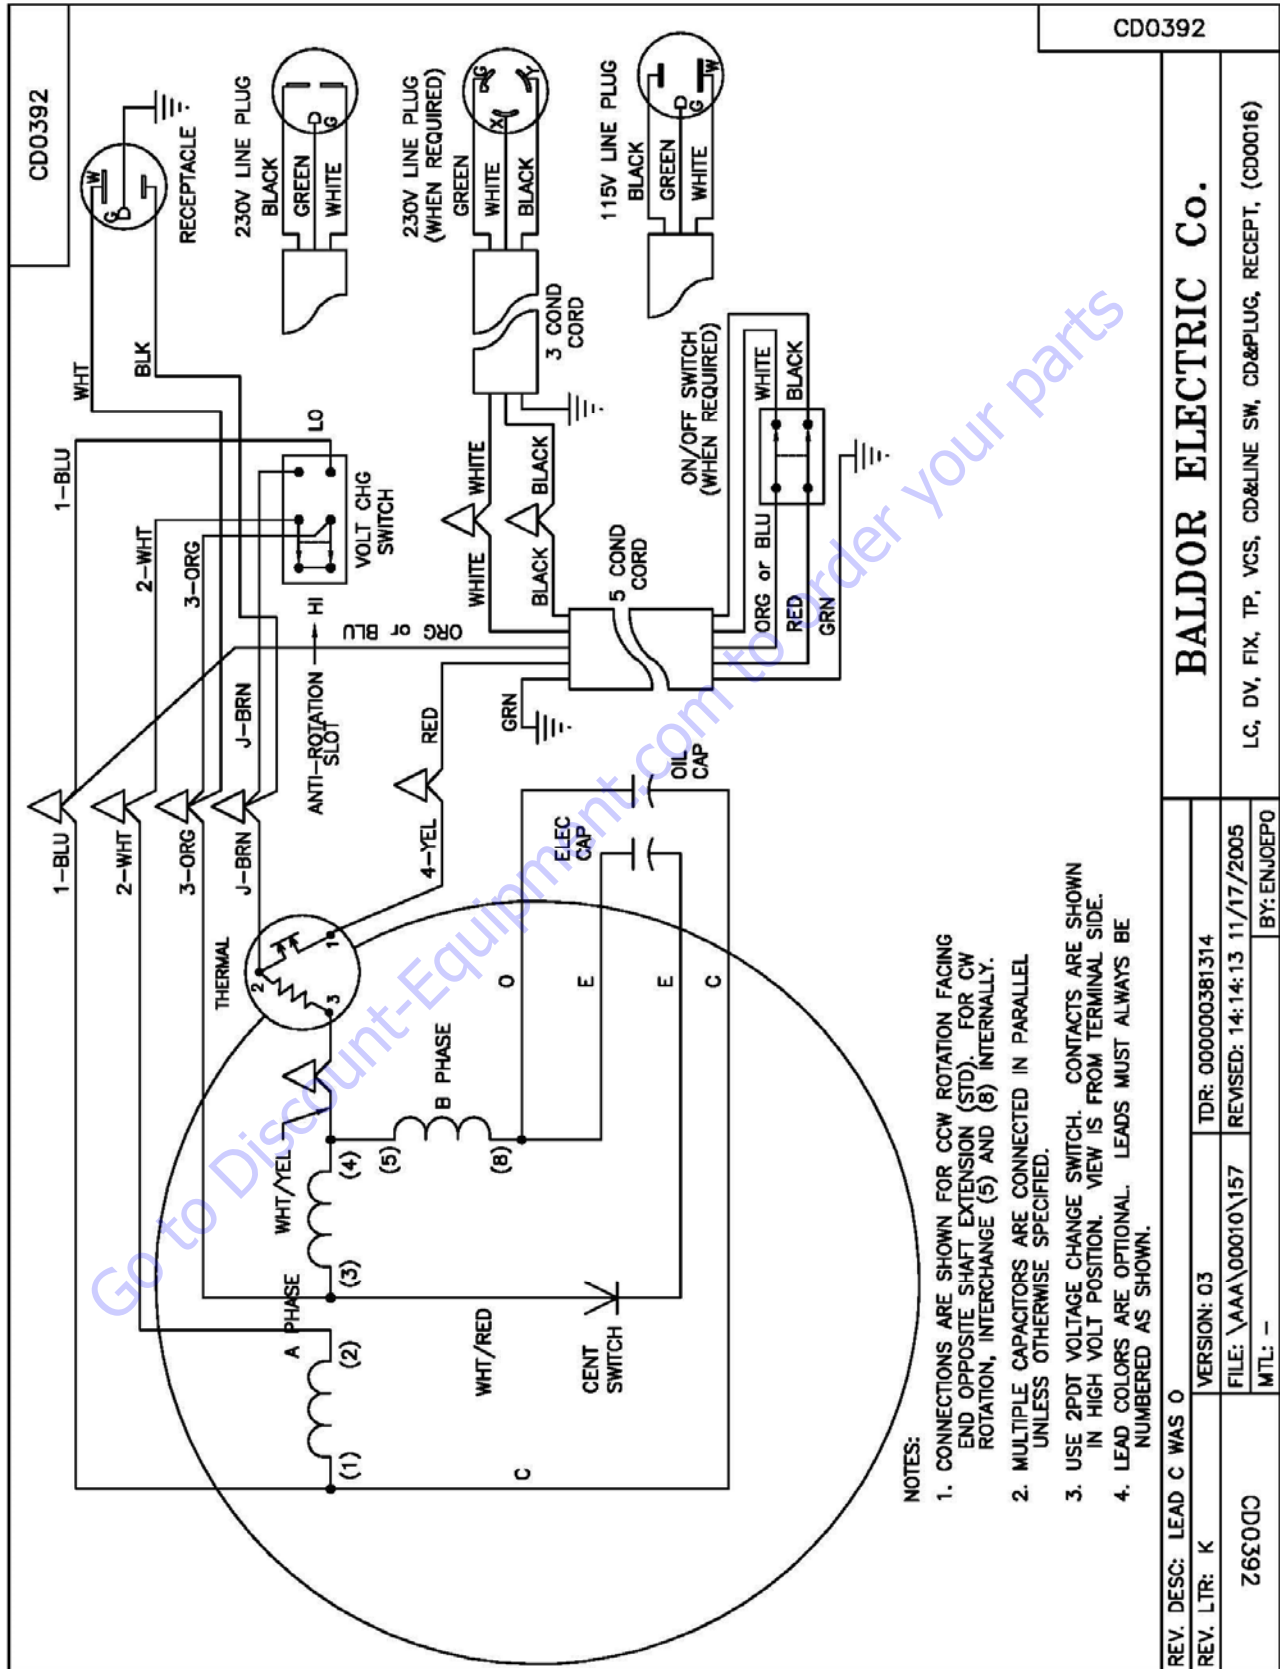 CD0392
RECEPTACLE
G
W
WHT
BLK
230V LINE PLUG
BLACK
GREEN
WHITE
G
230V LINE PLUG
(WHEN REQUIRED)
GREEN
WHITE
BLACK
G
X
Y
3 COND
CORD
115V LINE PLUG
BLACK
GREEN
WHITE
G
W
1-BLU
2-WHT
3-ORG
J-BRN
LO
VOLT CHG
SWITCH
HI
ANTI-ROTATION
SLOT
ORG or BLU
WHITE
WHITE
BLACK
BLACK
5 COND
CORD
ON/OFF SWITCH
(WHEN REQUIRED)
WHITE
BLACK
ORG or BLU
RED
GRN
GRN
RED
4-YEL
1-BLU
2-WHT
3-ORG
J-BRN
THERMAL
2
1
3
ELEC
CAP
OIL
CAP
O
E
E
C
WHT/YEL
B PHASE
(4)
(5)
(8)
(3)
A PHASE
(2)
(1)
WHT/RED
CENT
SWITCH
C
NOTES:
1. CONNECTIONS ARE SHOWN FOR CCW ROTATION FACING
END OPPOSITE SHAFT EXTENSION (STD). FOR CW
ROTATION, INTERCHANGE (5) AND (8) INTERNALLY.
2. MULTIPLE CAPACITORS ARE CONNECTED IN PARALLEL
UNLESS OTHERWISE SPECIFIED.
3. USE 2PDT VOLTAGE CHANGE SWITCH. CONTACTS ARE SHOWN
IN HIGH VOLT POSITION. VIEW IS FROM TERMINAL SIDE.
4. LEAD COLORS ARE OPTIONAL. LEADS MUST ALWAYS BE
NUMBERED AS SHOWN.
REV. DESC: LEAD C WAS O
REV. LTR: K
VERSION: 03
TDR: 000000381314
CD0392
FILE: \AAA\00010\157
REVISED: 14:14:13 11/17/2005
MTL: -
BY: ENJOEPO
BALDOR ELECTRIC Co.
LC, DV, FIX, TP, VCS, CD&LINE SW, CD&PLUG, RECEPT, (CD0016)
CD0392
Go to Discount-Equipment.com to order your parts